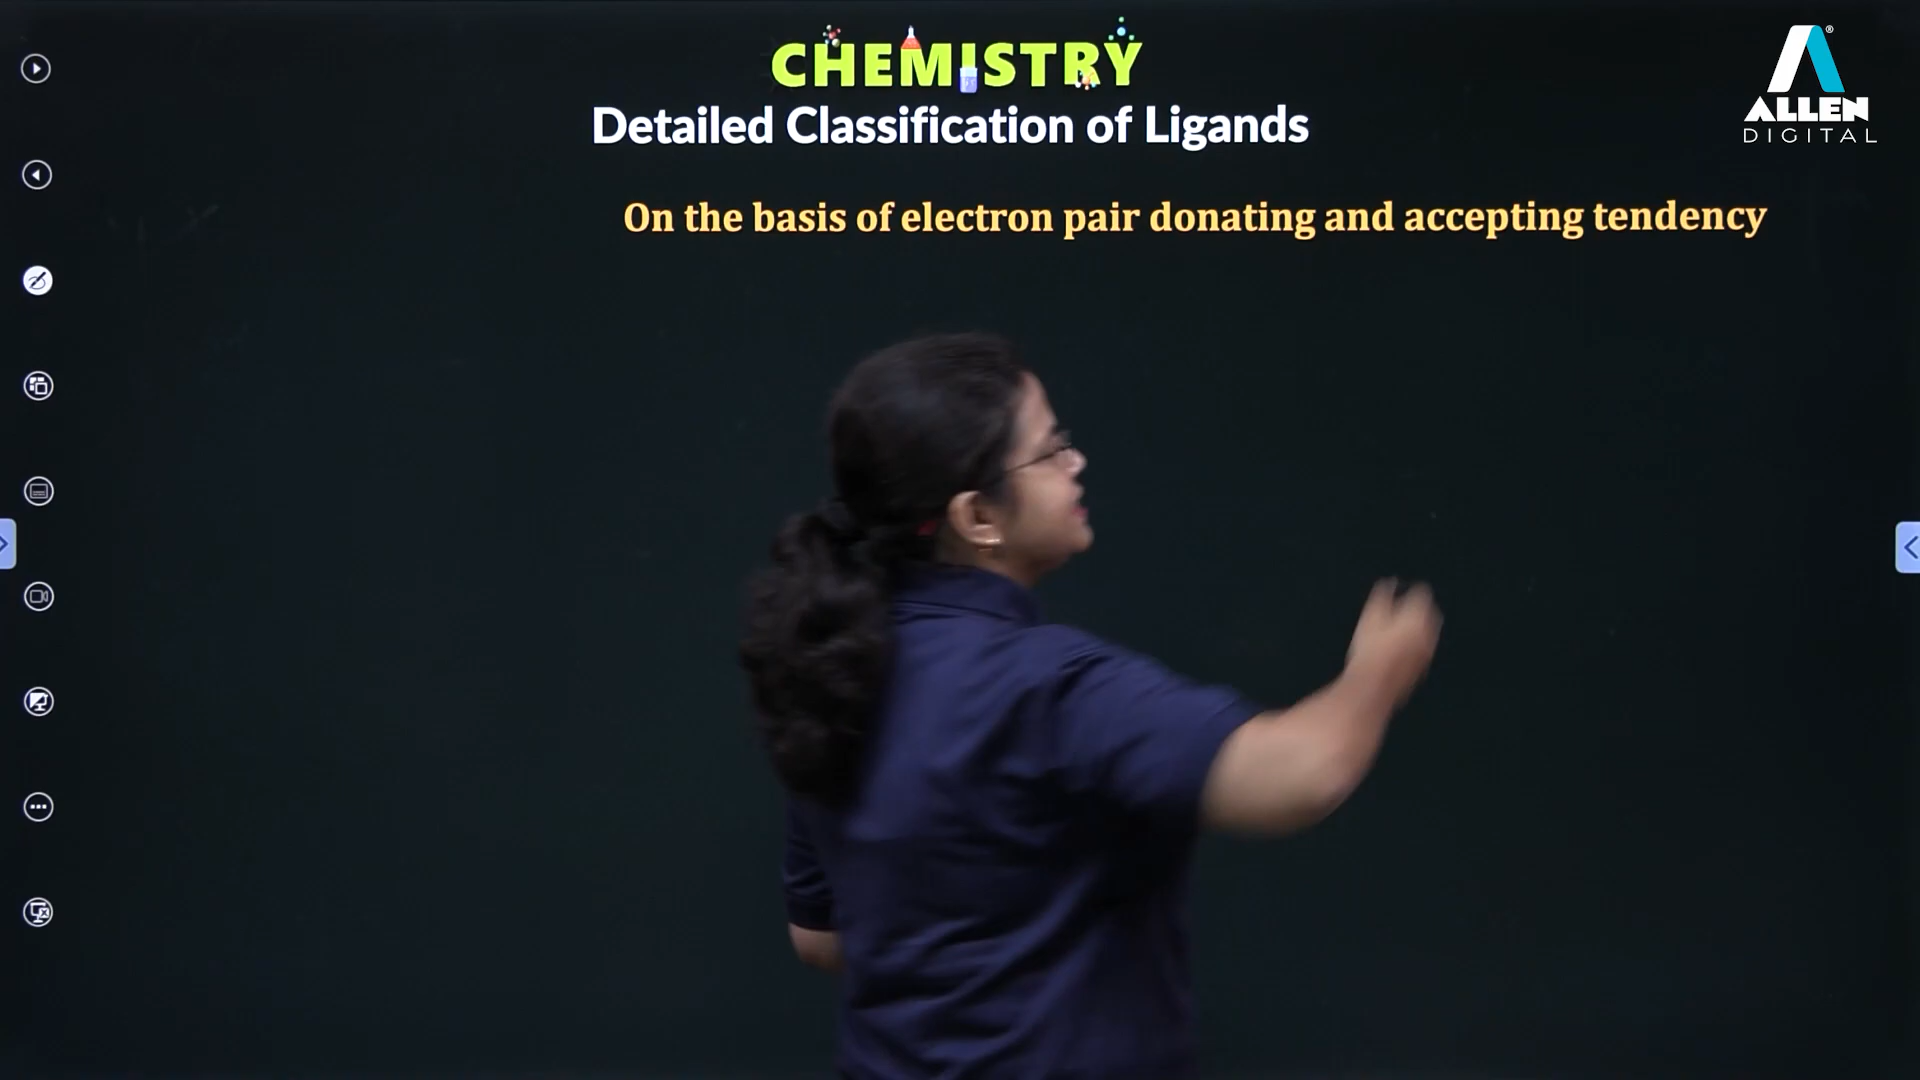 CHEMISTRY
Detailed Classification of Ligands
ALLEN
DIGITAL
On the basis of electron pair donating and accepting tendency